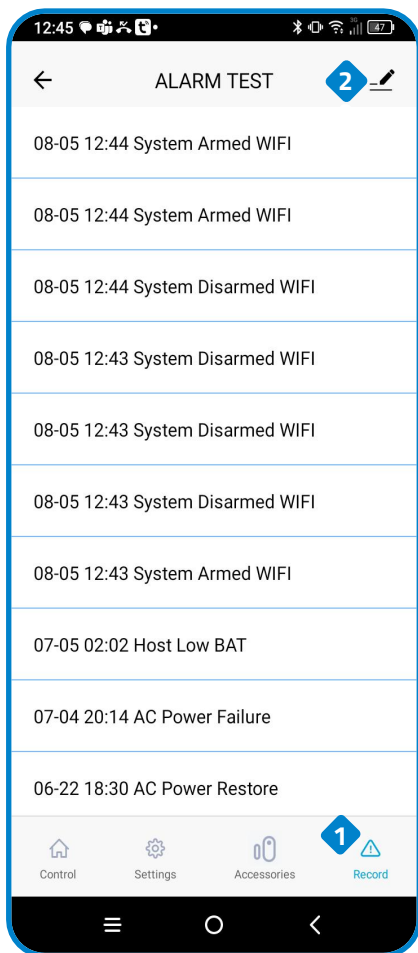 12:45
3G
47
ALARM TEST
2
08-05 12:44 System Armed WIFI
08-05 12:44 System Armed WIFI
08-05 12:44 System Disarmed WIFI
08-05 12:43 System Disarmed WIFI
08-05 12:43 System Disarmed WIFI
08-05 12:43 System Disarmed WIFI
08-05 12:43 System Armed WIFI
07-05 02:02 Host Low BAT
07-04 20:14 AC Power Failure
06-22 18:30 AC Power Restore
1
Control Settings Accessories Record